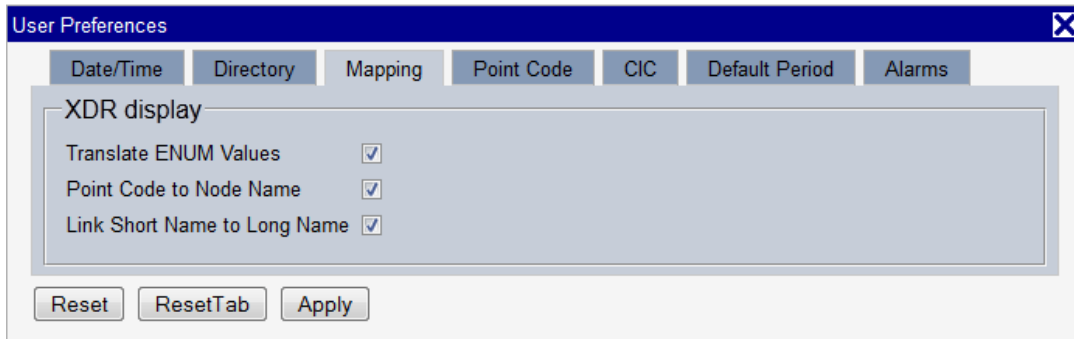 User Preferences
Date/Time Directory Mapping Point Code CIC Default Period Alarms
XDR display
Translate ENUM Values
Point Code to Node Name
Link Short Name to Long Name
Reset ResetTab Apply